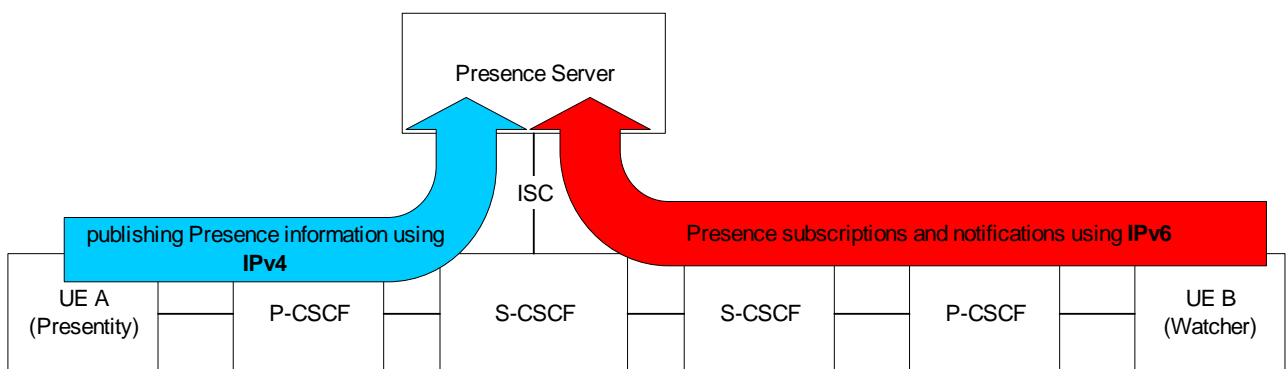 Presence Server
ISC
publishing Presence information using
IPv4
Presence subscriptions and notifications using IPv6
UE A
(Presentity)
P-CSCF
S-CSCF
S-CSCF
P-CSCF
UE B
(Watcher)